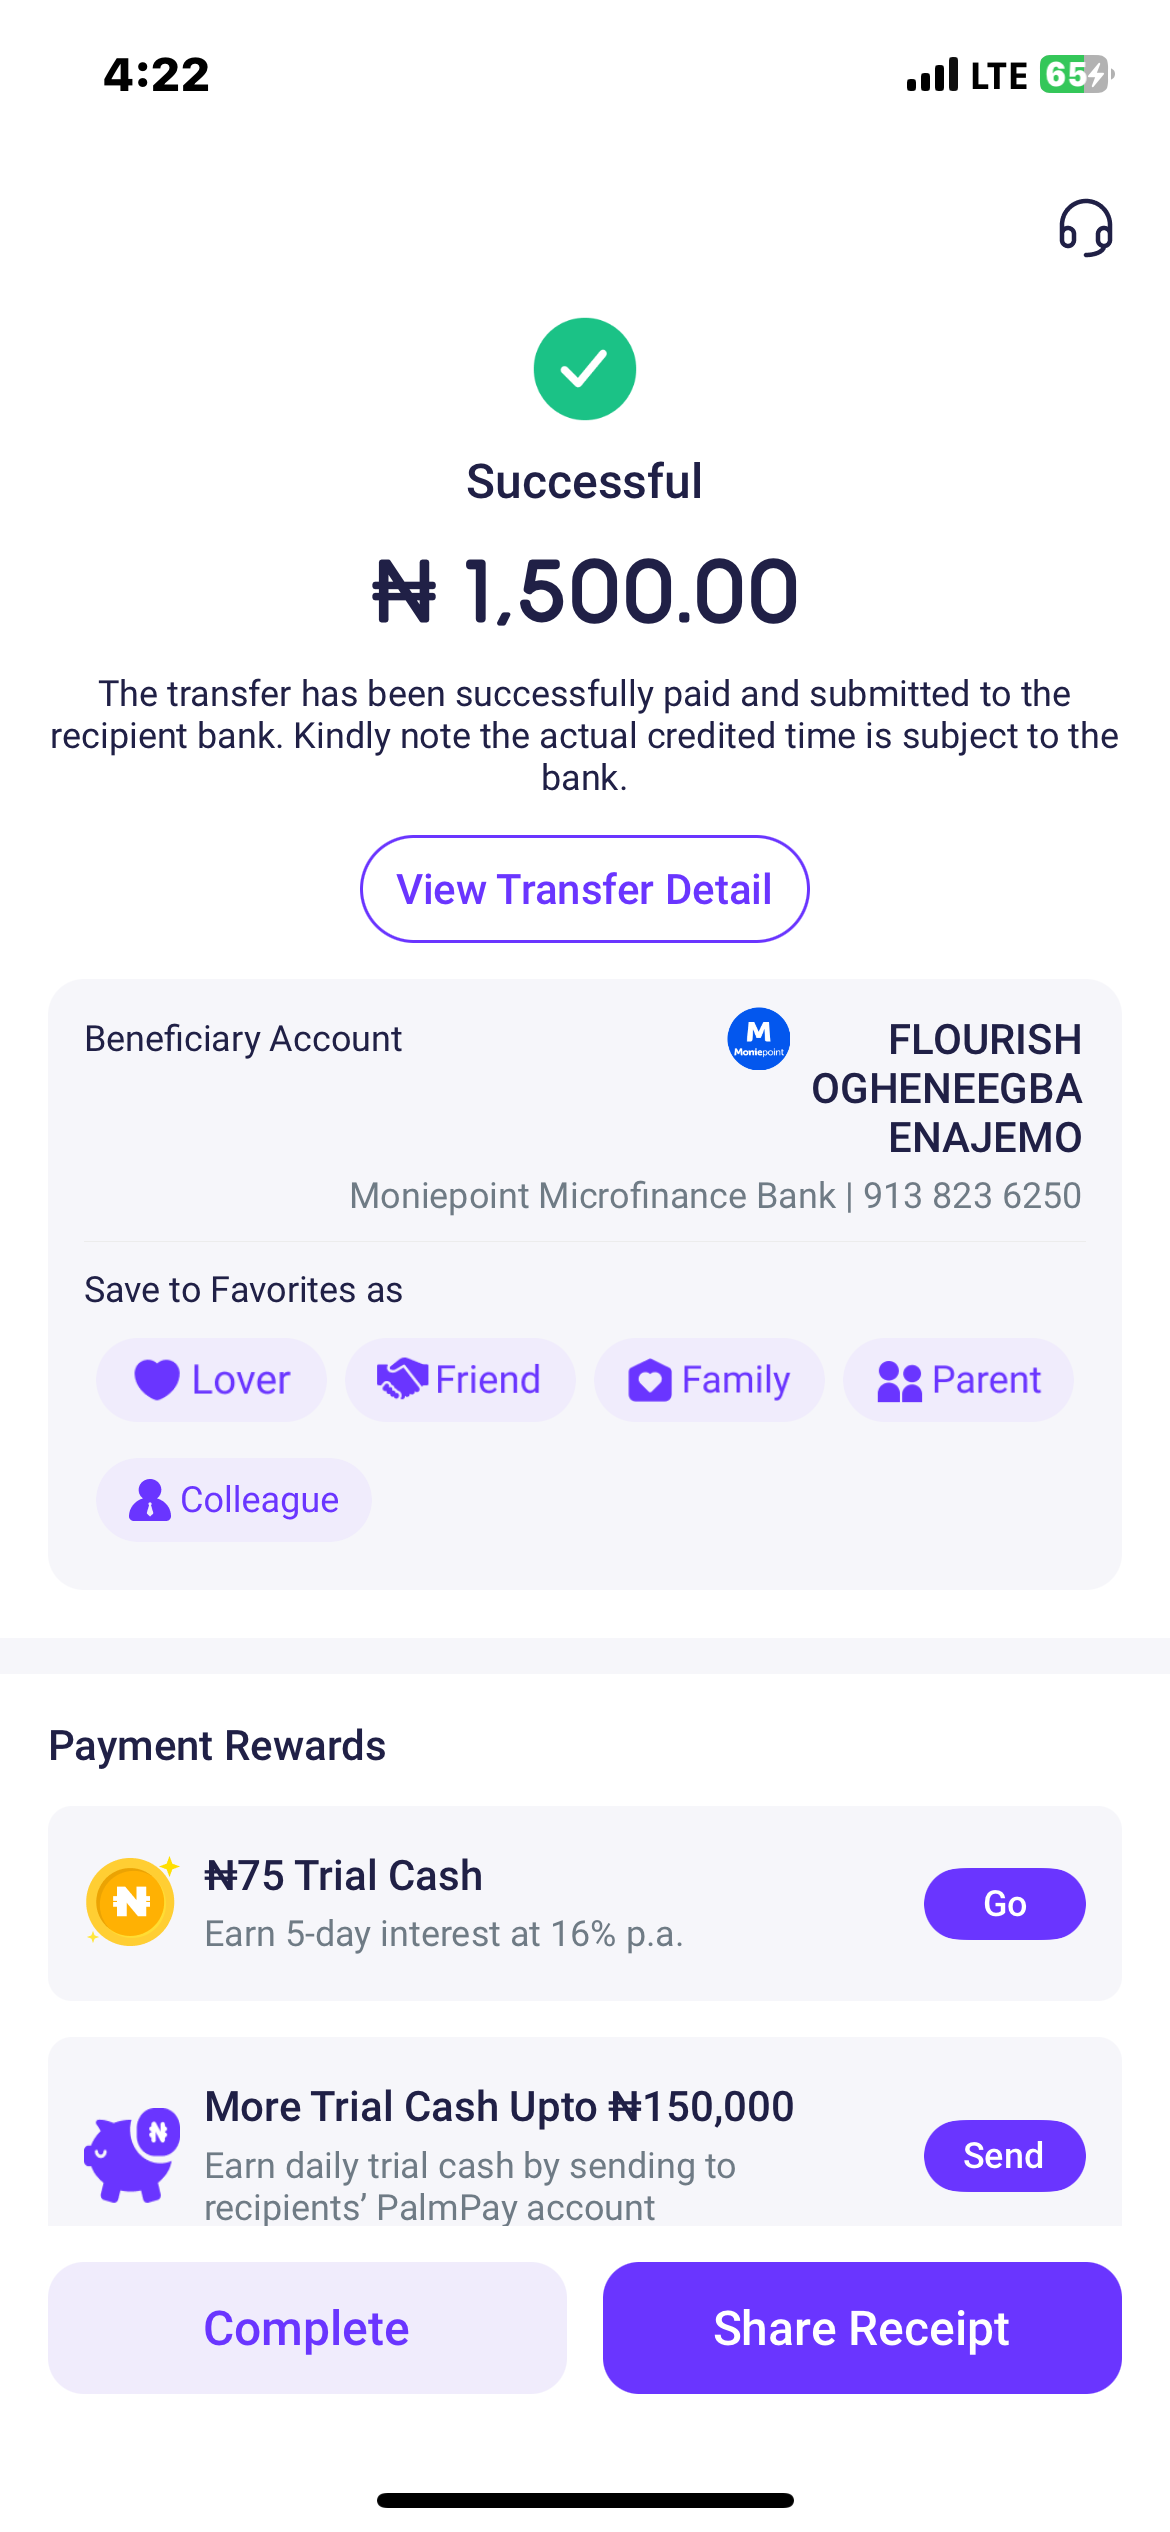 4:22
LTE 65
Successful
₦ 1,500.00
The transfer has been successfully paid and submitted to the
recipient bank. Kindly note the actual credited time is subject to the
bank.
View Transfer Detail
Beneficiary Account
M
Moniepoint
FLOURISH
OGHENEEGBA
ENAJEMO
Moniepoint Microfinance Bank | 913 823 6250
Save to Favorites as
Lover
Friend
Family
Parent
Colleague
Payment Rewards
₦75 Trial Cash
Earn 5-day interest at 16% p.a.
Go
More Trial Cash Upto ₦150,000
Earn daily trial cash by sending to
recipients’ PalmPay account
Send
Complete
Share Receipt